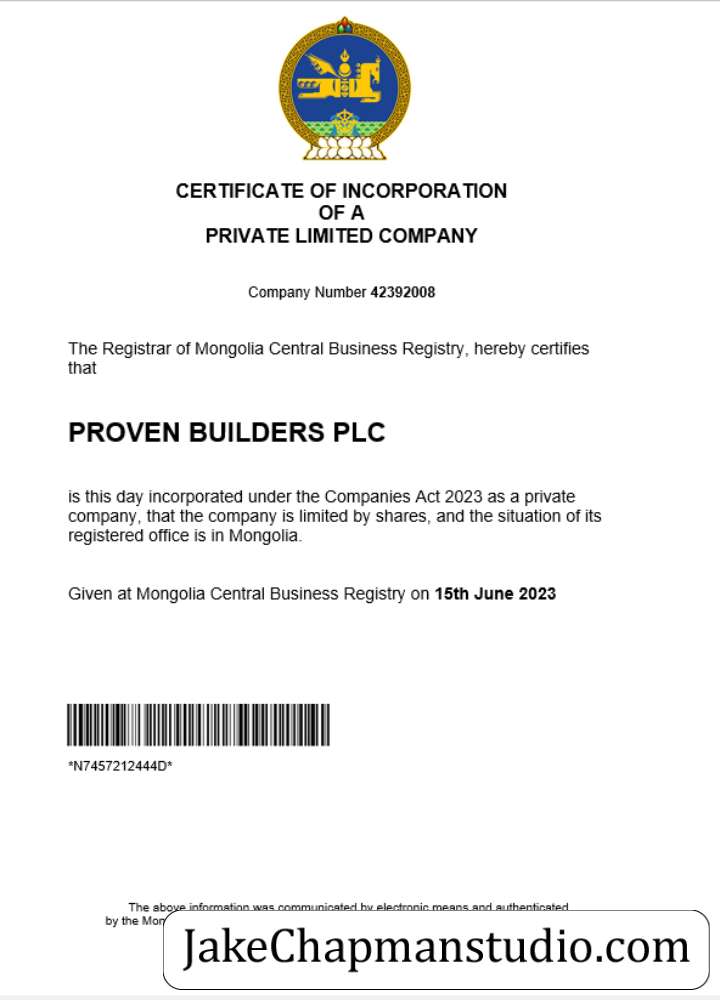 CERTIFICATE OF INCORPORATION
OF A
PRIVATE LIMITED COMPANY
Company Number 42392008
The Registrar of Mongolia Central Business Registry, hereby certifies
that
PROVEN BUILDERS PLC
is this day incorporated under the Companies Act 2023 as a private
company, that the company is limited by shares, and the situation of its
registered office is in Mongolia.
Given at Mongolia Central Business Registry on 15th June 2023
*N7457212444D*
The above information was communicated by electronic means and authenticated
by the
JakeChapmanstudio.com